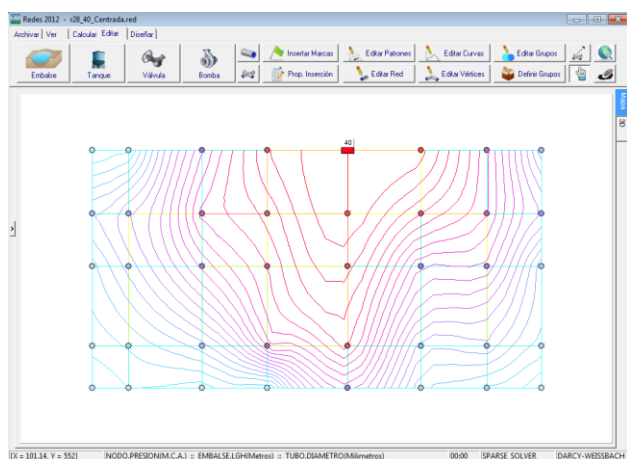 Redes 2012 - r28_40_Centrada.red
Archivar Ver Calcular Editar Diseñar
Insertar Marcas Editar Patrones Editar Curvas Editar Grupos
Embalse Tanque Válvula Bomba Prop. Inserción Editar Red Editar Vértices Definir Grupos
Mapa
3D
40
>
[X = 101.14, Y = 552] NODO.PRESION(M.C.A.) :: EMBALSE.LGH(Metros) :: TUBO.DIAMETRO(Milimetros) 00:00 SPARSE SOLVER DARCY-WEISSBACH